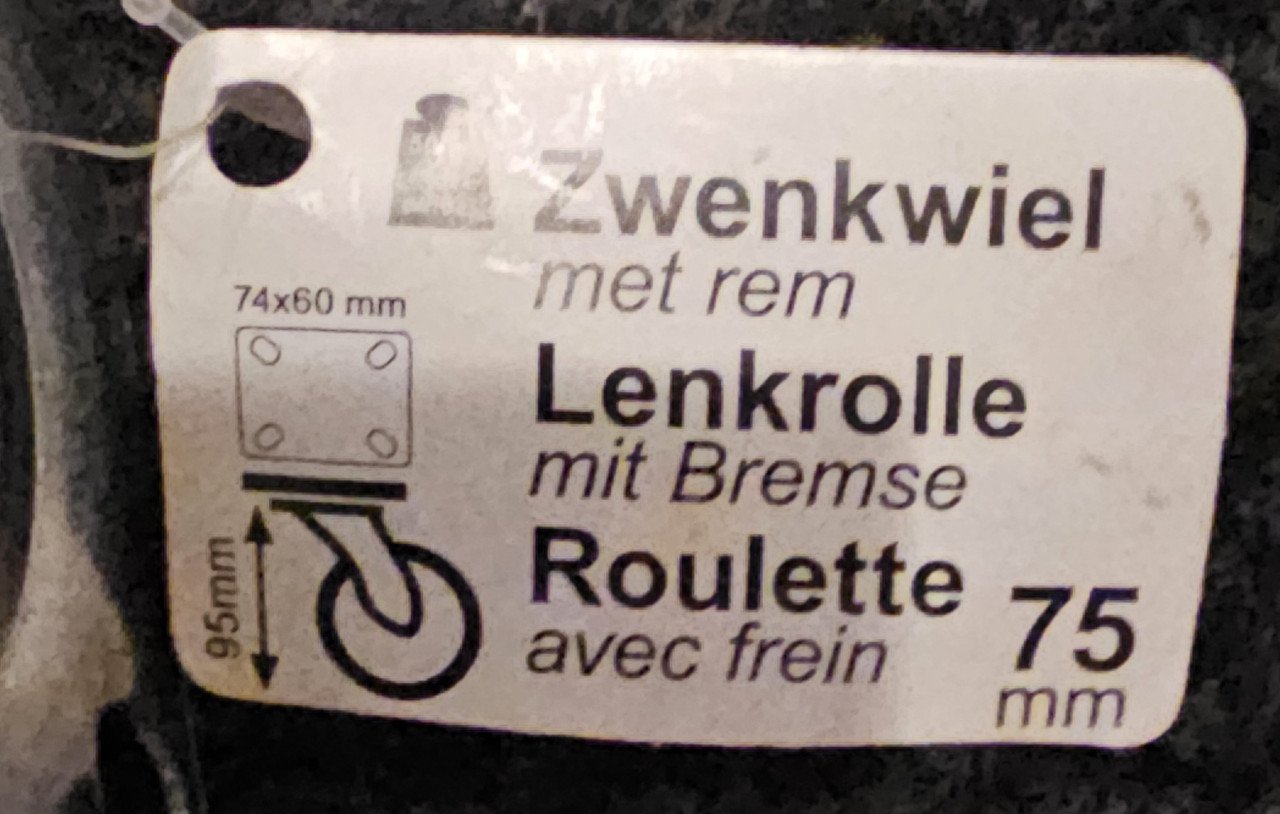 Zwenkwiel
met rem
74x60 mm
Lenkrolle
mit Bremse
95mm
Roulette
avec frein
75
mm